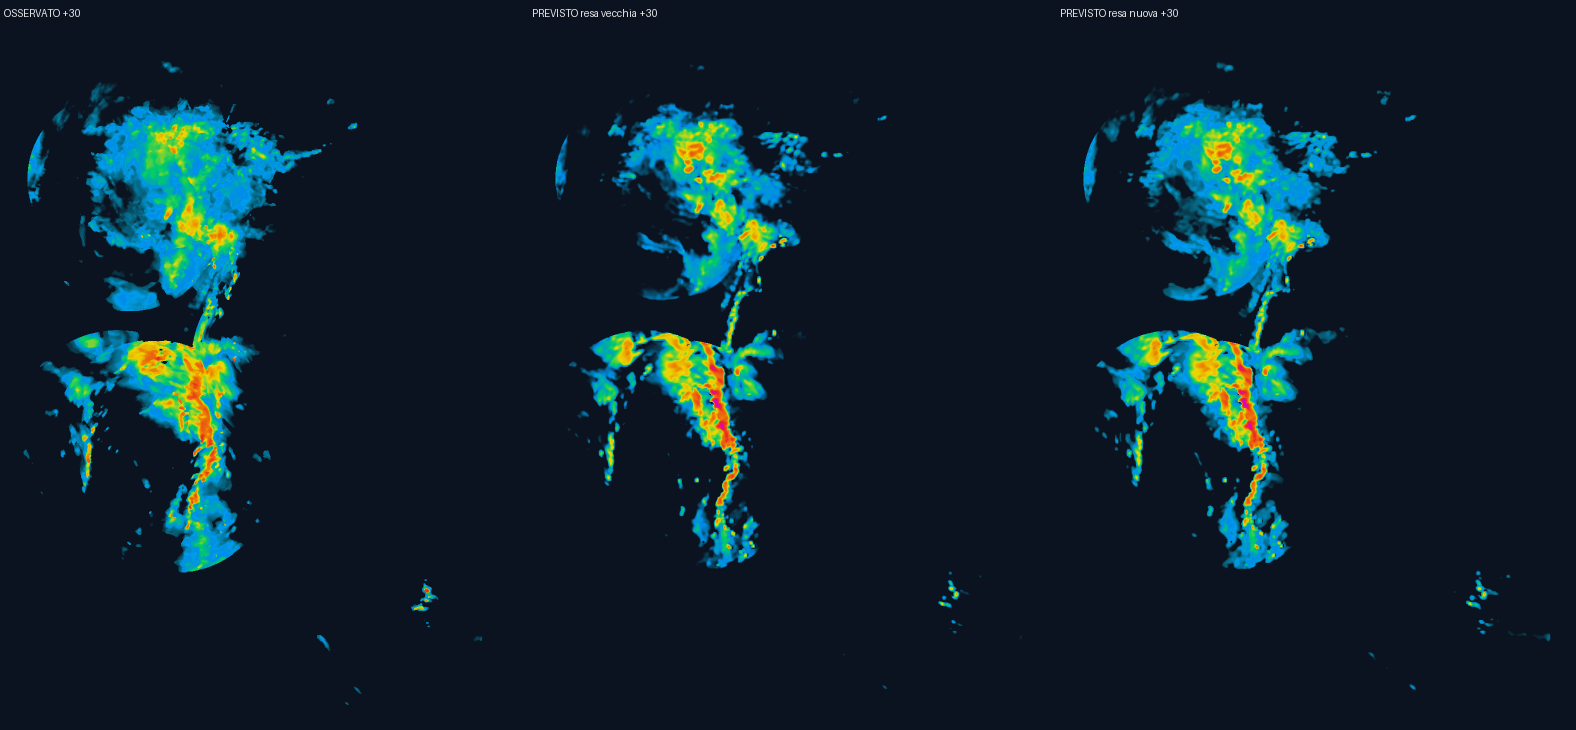 OSSERVATO +30
PREVISTO resa vecchia +30
PREVISTO resa nuova +30